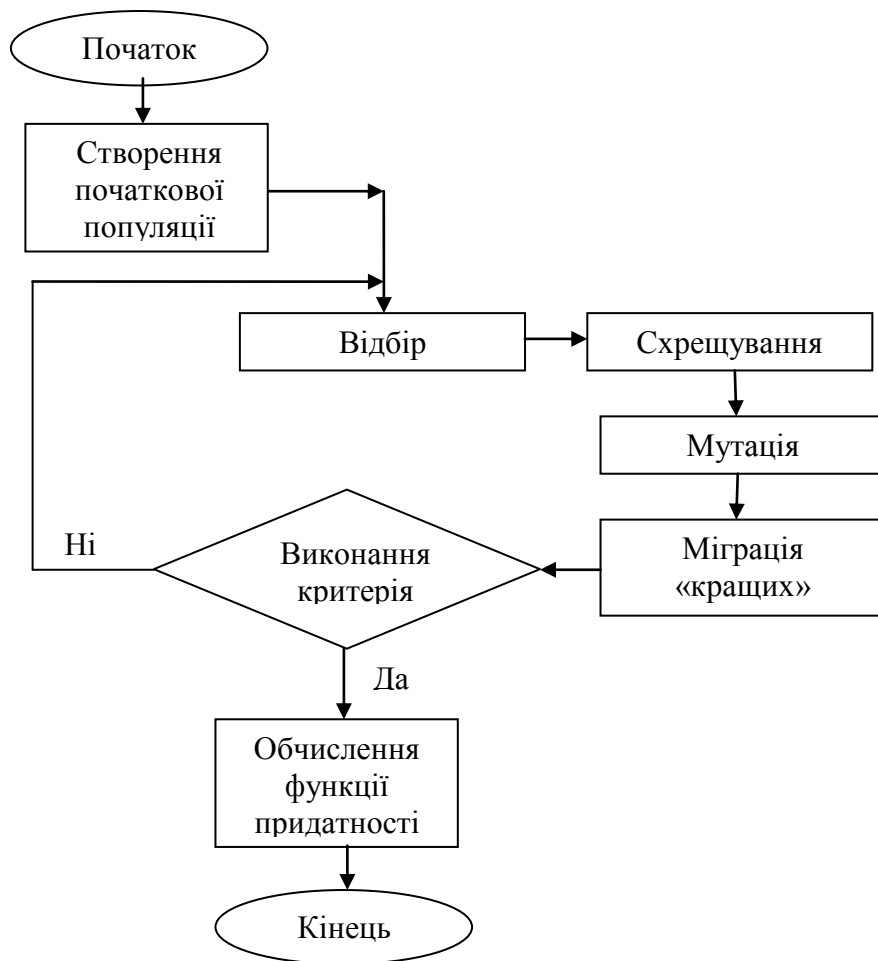 Початок
Створення
початкової
популяції
Відбір
Схрещування
Мутація
Міграція
«кращих»
Виконання
критерія
Ні
Да
Обчислення
функції
придатності
Кінець